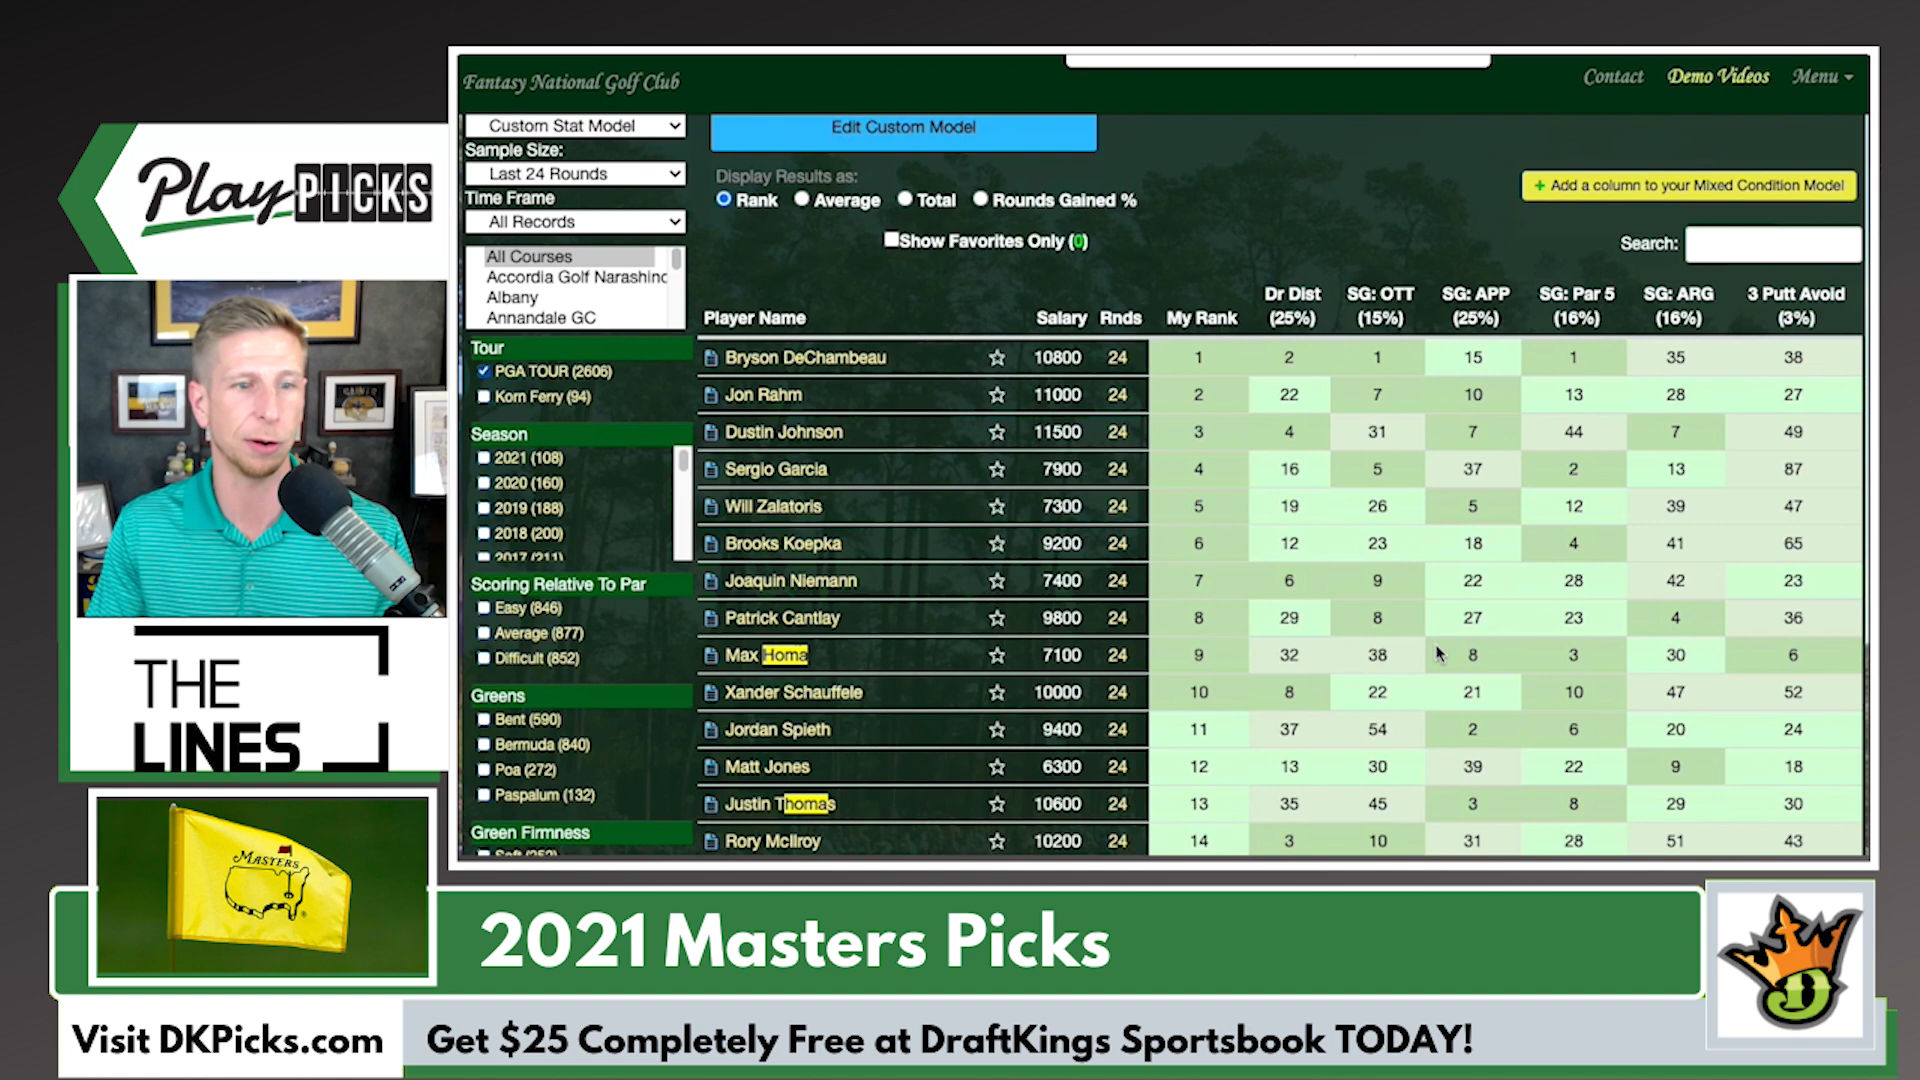 Play PICKS
THE
LINES
MASTERS
Fantasy National Golf Club
Contact Demo Videos Menu
Custom Stat Model
Sample Size:
Last 24 Rounds
Time Frame
All Records
All Courses
Accordia Golf Narashinc
Albany
Annandale GC
Tour
PGA TOUR (2606)
Korn Ferry (94)
Season
2021 (108)
2020 (160)
2019 (188)
2018 (200)
2017 (211)
Scoring Relative To Par
Easy (846)
Average (877)
Difficult (852)
Greens
Bent (590)
Bermuda (840)
Poa (272)
Paspalum (132)
Green Firmness
Edit Custom Model
Display Results as:
Rank Average Total Rounds Gained %
Show Favorites Only (0)
+ Add a column to your Mixed Condition Model
Search:
Player Name Salary Rnds My Rank Dr Dist (25%) SG: OTT (15%) SG: APP (25%) SG: Par 5 (16%) SG: ARG (16%) 3 Putt Avoid (3%)
Bryson DeChambeau 10800 24 1 2 1 15 1 35 38
Jon Rahm 11000 24 2 22 7 10 13 28 27
Dustin Johnson 11500 24 3 4 31 7 44 7 49
Sergio Garcia 7900 24 4 16 5 37 2 13 87
Will Zalatoris 7300 24 5 19 26 5 12 39 47
Brooks Koepka 9200 24 6 12 23 18 4 41 65
Joaquin Niemann 7400 24 7 6 9 22 28 42 23
Patrick Cantlay 9800 24 8 29 8 27 23 4 36
Max Homa 7100 24 9 32 38 8 3 30 6
Xander Schauffele 10000 24 10 8 22 21 10 47 52
Jordan Spieth 9400 24 11 37 54 2 6 20 24
Matt Jones 6300 24 12 13 30 39 22 9 18
Justin Thomas 10600 24 13 35 45 3 8 29 30
Rory McIlroy 10200 24 14 3 10 31 28 51 43
2021 Masters Picks
D
Visit DKPicks.com
Get $25 Completely Free at DraftKings Sportsbook TODAY!